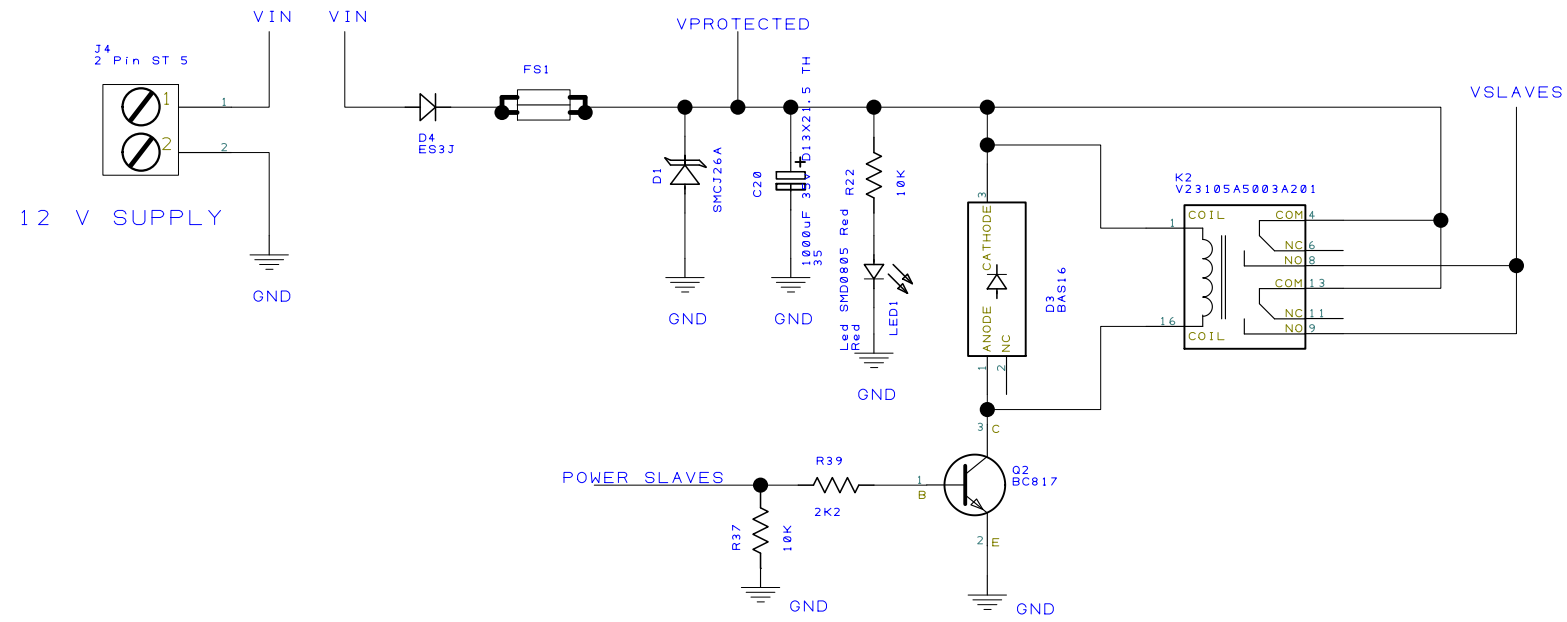 VIN
VIN
VPROTECTED
J4
2 Pin ST 5
1
1
2
2
12 V SUPPLY
GND
D4
ES3J
FS1
D1
SMCJ26A
GND
C20
+
1000uF 35V D13X21.5 TH
35
GND
R22
10K
Led SMD0805 Red
Red
LED1
GND
3
CATHODE
ANODE
NC
1
2
D3
BAS16
K2
V23105A5003A201
COIL
COM
4
1
NC
6
NO
8
COM
13
16
NC
11
NO
9
COIL
VSLAVES
3
C
POWER SLAVES
R39
2K2
1
B
Q2
BC817
R37
10K
2
E
GND
GND